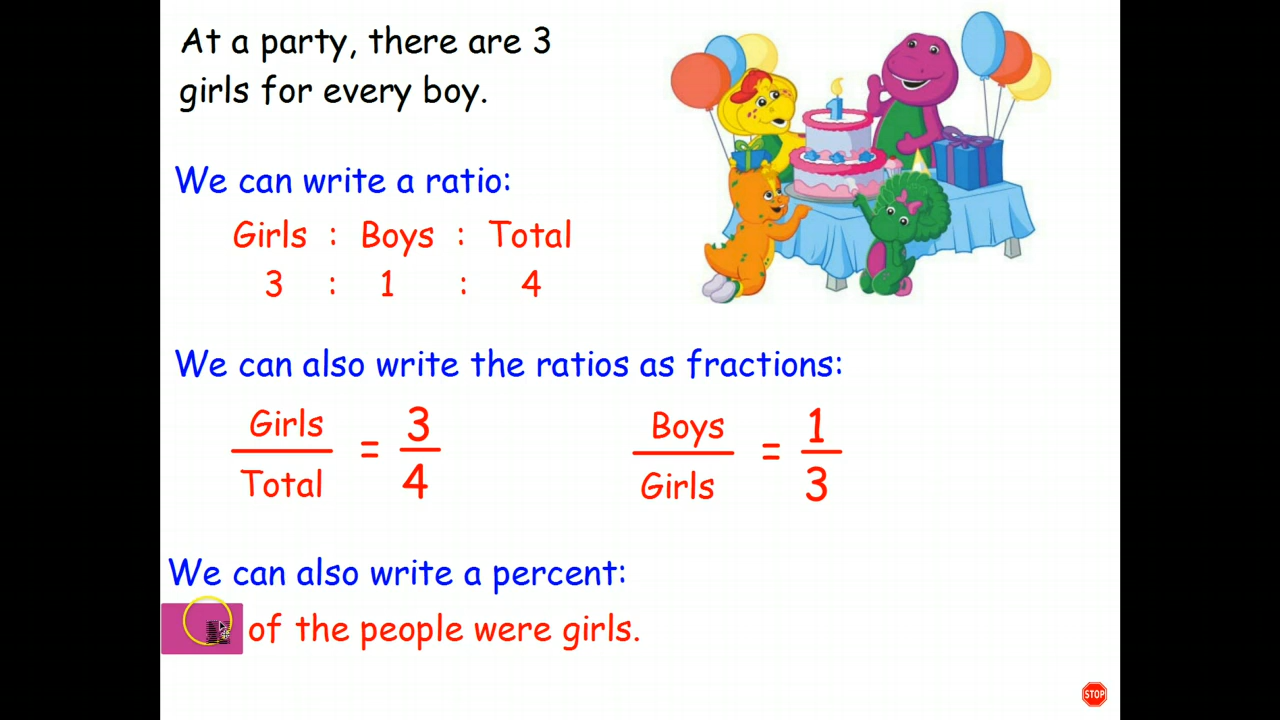 At a party, there are 3
girls for every boy.
We can write a ratio:
Girls : Boys : Total
3 : 1 : 4
We can also write the ratios as fractions:
Girls
Total
=
3
4
Boys
Girls
=
1
3
We can also write a percent:
of the people were girls.
1
STOP